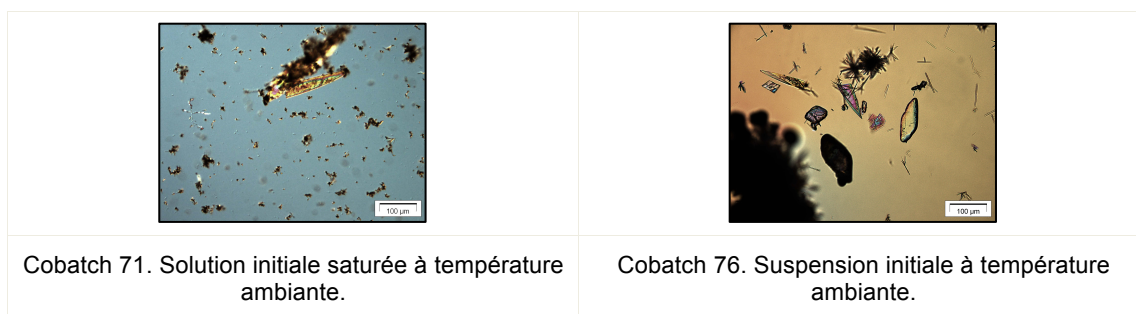 100 µm
100 µm
Cobatch 71. Solution initiale saturée à température
ambiante.
Cobatch 76. Suspension initiale à température
ambiante.